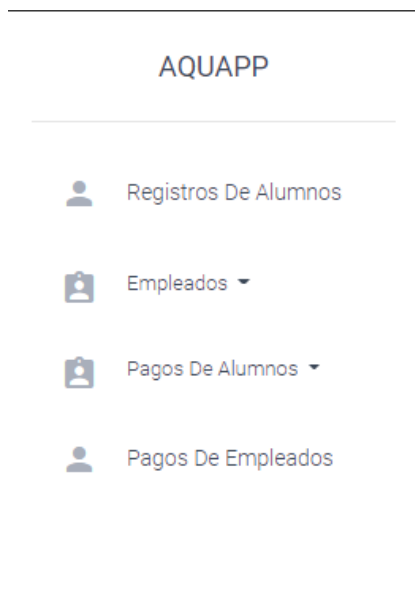 AQUAPP
Registros De Alumnos
Empleados
Pagos De Alumnos
Pagos De Empleados